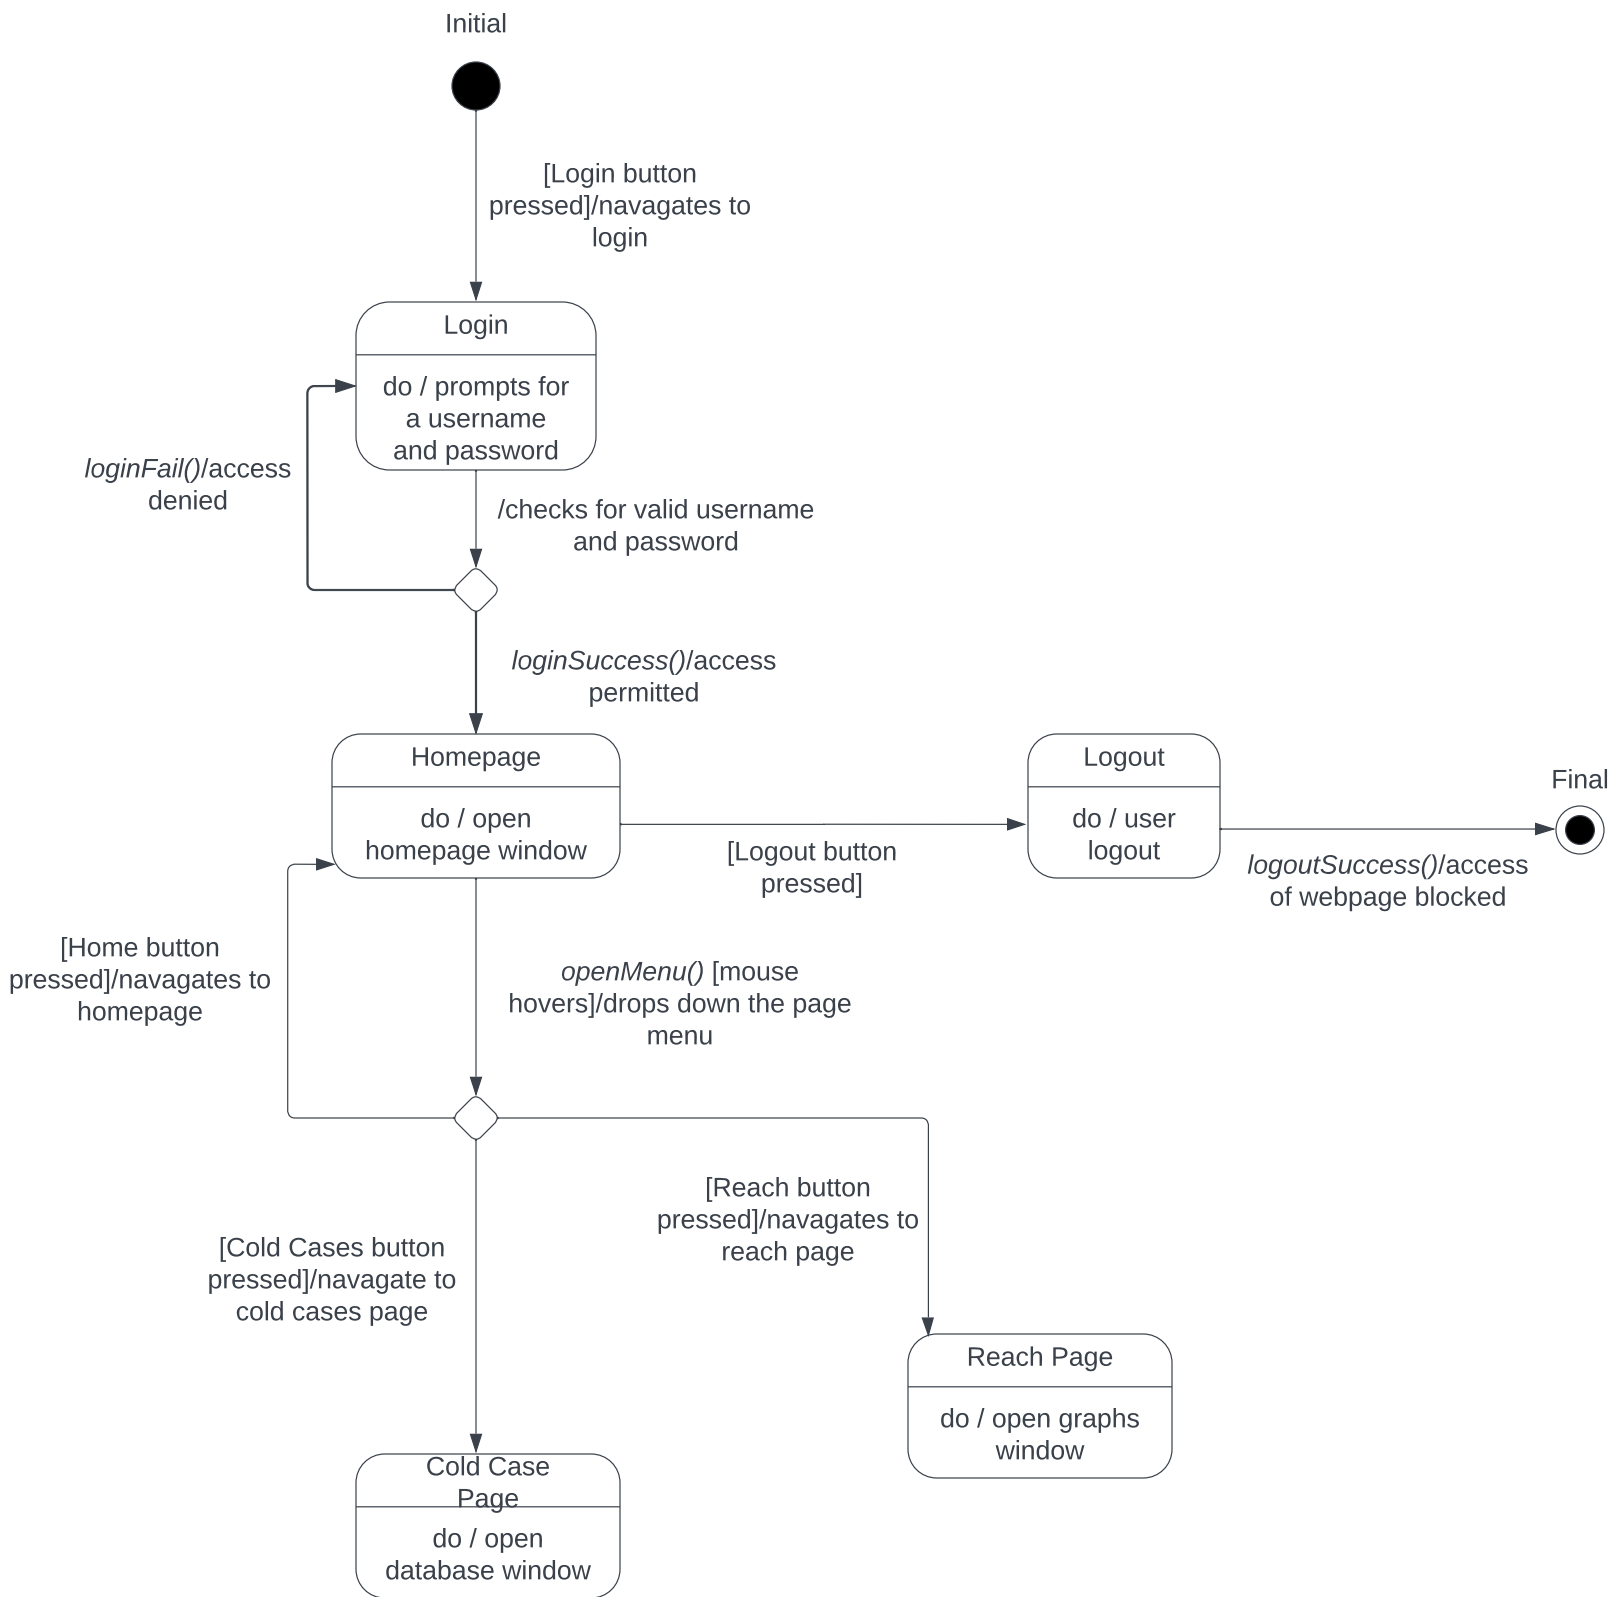 Initial
[Login button
pressed]/navagates to
login
Login
do / prompts for
a username
and password
loginFail()/access
denied
/checks for valid username
and password
loginSuccess()/access
permitted
Homepage
do / open
homepage window
[Logout button
pressed]
Logout
do / user
logout
Final
logoutSuccess()/access
of webpage blocked
[Home button
pressed]/navagates to
homepage
openMenu() [mouse
hovers]/drops down the page
menu
[Reach button
pressed]/navagates to
reach page
[Cold Cases button
pressed]/navagate to
cold cases page
Reach Page
do / open graphs
window
Cold Case
Page
do / open
database window